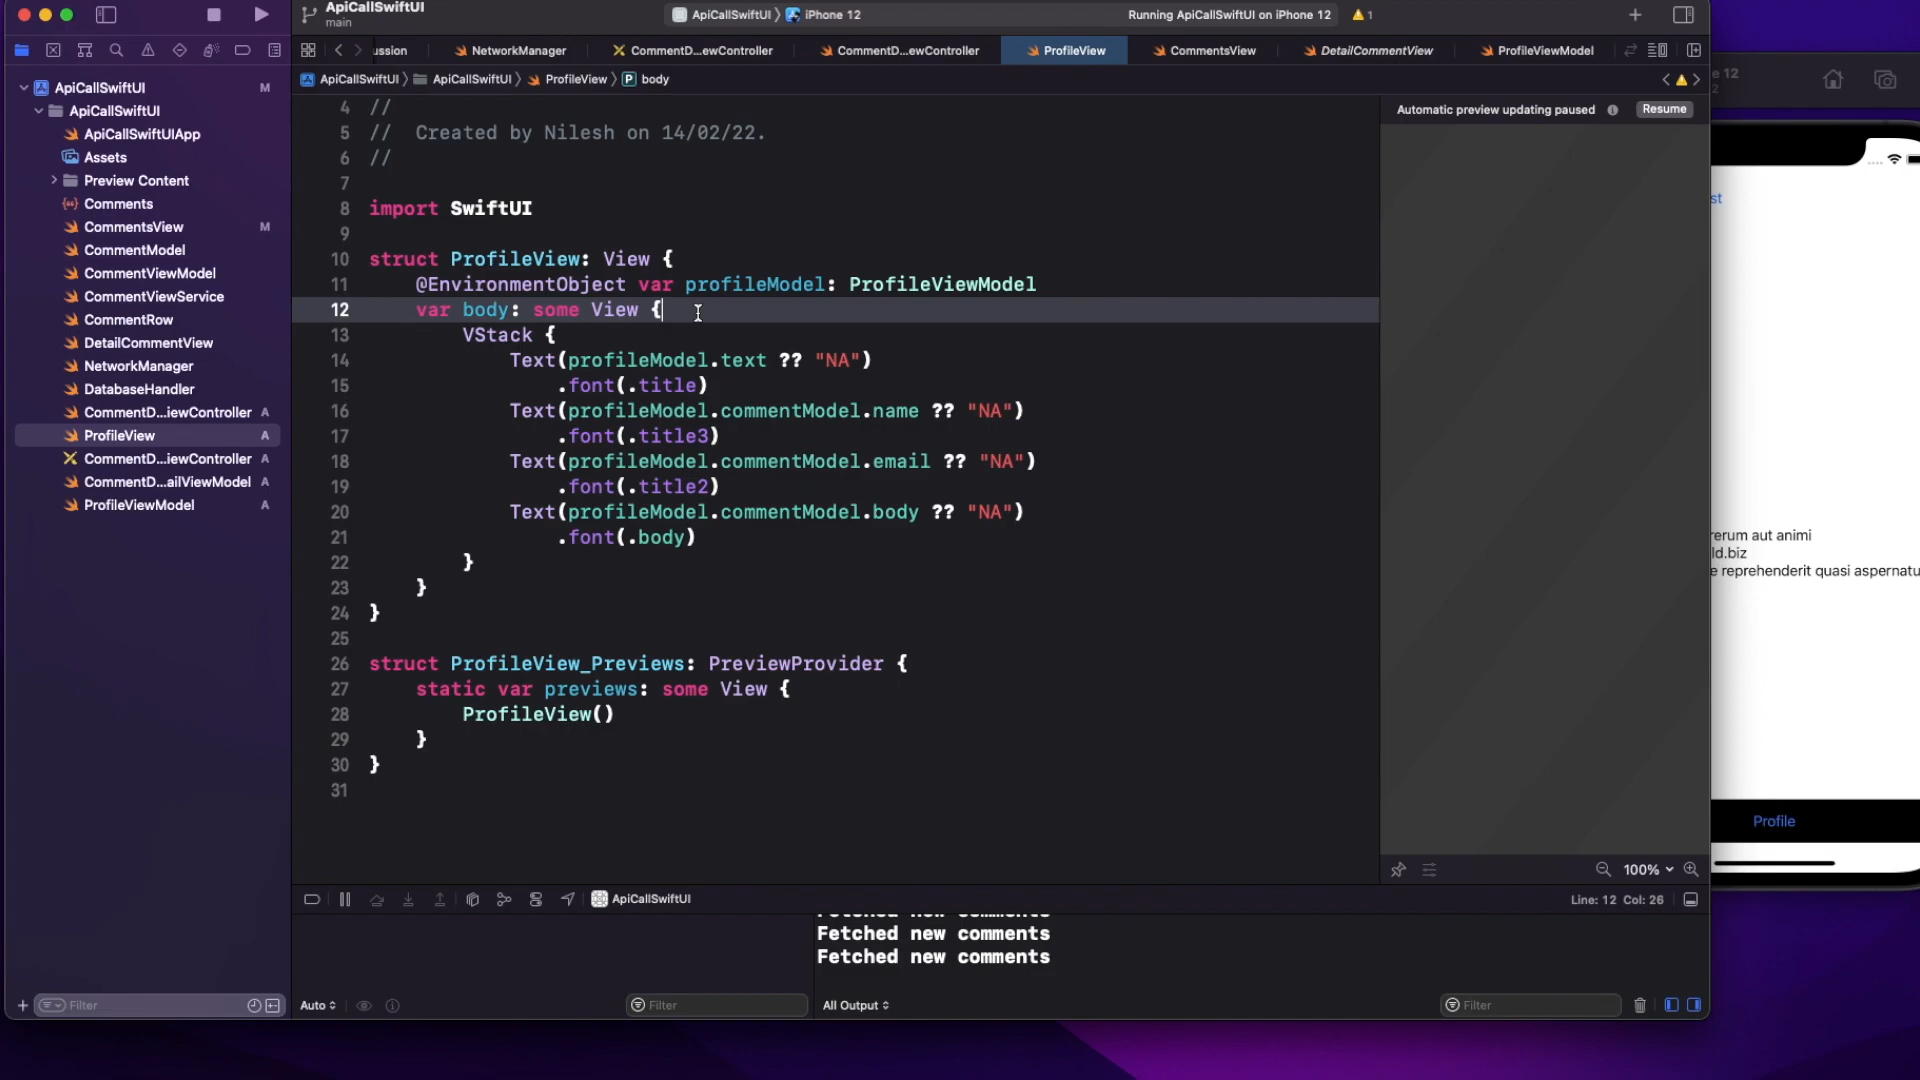 ApiCallSwiftUI
main
ApiCallSwiftUI
iPhone 12
Running ApiCallSwiftUI on iPhone 12
1
ussion
NetworkManager
CommentD...ewController
CommentD...ewController
ProfileView
CommentsView
DetailCommentView
ProfileViewModel
ApiCallSwiftUI
ApiCallSwiftUI
ProfileView
P body
ApiCallSwiftUI M
ApiCallSwiftUI
ApiCallSwiftUIApp
Assets
Preview Content
Comments
CommentsView M
CommentModel
CommentViewModel
CommentViewService
CommentRow
DetailCommentView
NetworkManager
DatabaseHandler
CommentD...iewController A
ProfileView A
CommentD...iewController A
CommentD...ailViewModel A
ProfileViewModel A
Filter
4 //
5 //  Created by Nilesh on 14/02/22.
6 //
7
8 import SwiftUI
9
10 struct ProfileView: View {
11 @EnvironmentObject var profileModel: ProfileViewModel
12 var body: some View {
13 VStack {
14 Text(profileModel.text ?? "NA")
15 .font(.title)
16 Text(profileModel.commentModel.name ?? "NA")
17 .font(.title3)
18 Text(profileModel.commentModel.email ?? "NA")
19 .font(.title2)
20 Text(profileModel.commentModel.body ?? "NA")
21 .font(.body)
22 }
23 }
24 }
25
26 struct ProfileView_Previews: PreviewProvider {
27 static var previews: some View {
28 ProfileView()
29 }
30 }
31
Automatic preview updating paused
Resume
100%
ApiCallSwiftUI
Line: 12 Col: 26
Fetched new comments
Fetched new comments
Fetched new comments
Auto
Filter
All Output
Filter
e 12
2
st
rerum aut animi
ld.biz
e reprehenderit quasi aspernatu
Profile